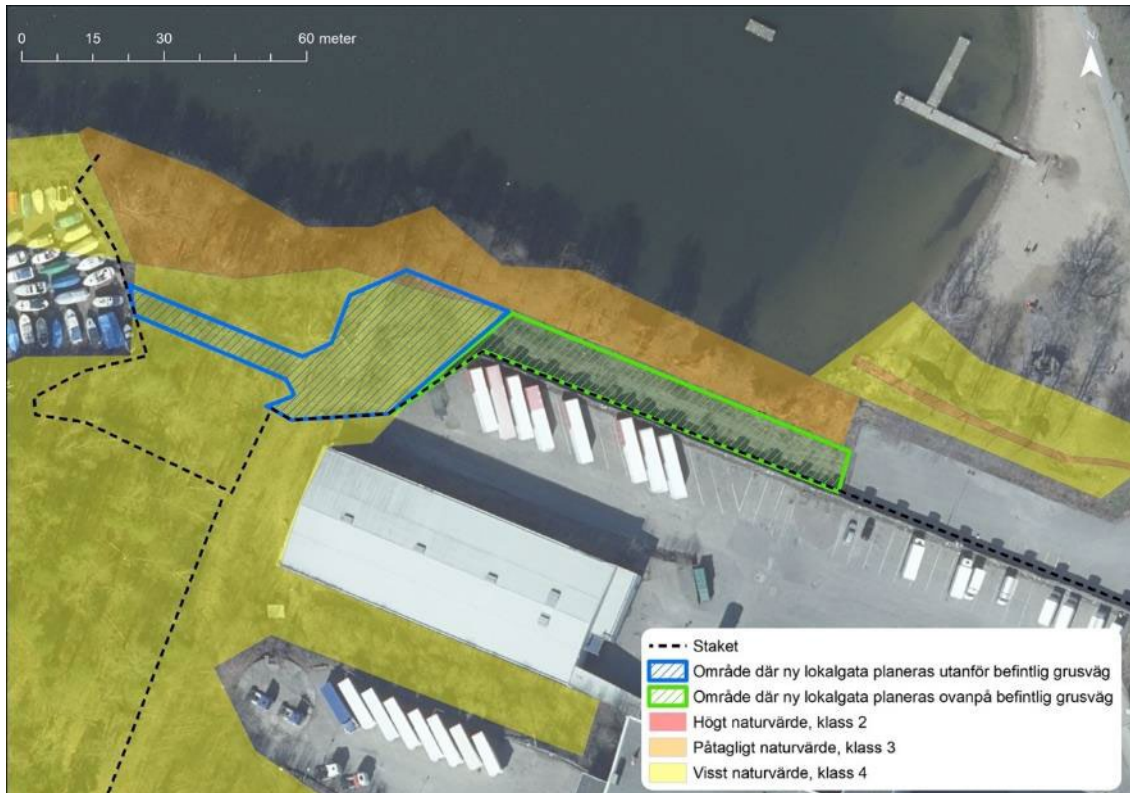 0 15 30 60 meter
N
Staket
Område där ny lokalgata planeras utanför befintlig grusväg
Område där ny lokalgata planeras ovanpå befintlig grusväg
Högt naturvärde, klass 2
Påtagligt naturvärde, klass 3
Visst naturvärde, klass 4